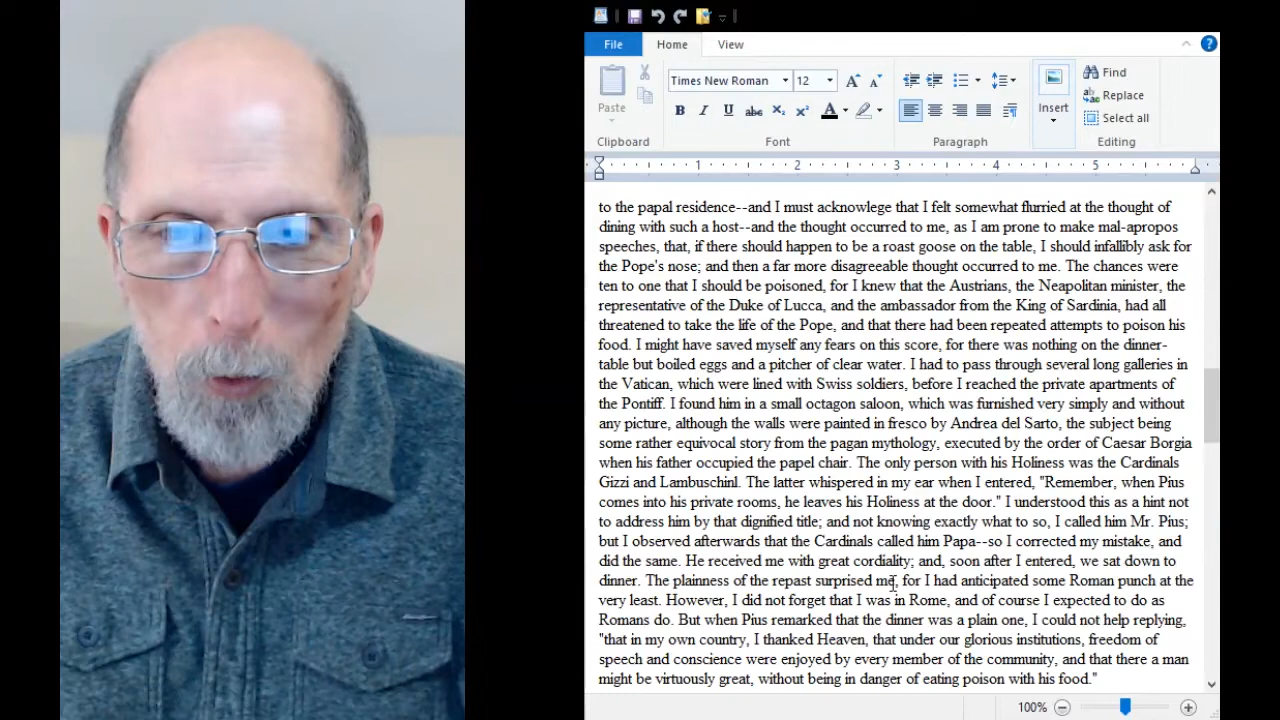 File Home View
Times New Roman 12
Find
Replace
Select all
Paste
Insert
B I U abc X₂ X² A
Clipboard Font Paragraph Editing
1 2 3 4 5
to the papal residence--and I must acknowlege that I felt somewhat flurried at the thought of
dining with such a host--and the thought occurred to me, as I am prone to make mal-apropos
speeches, that, if there should happen to be a roast goose on the table, I should infallibly ask for
the Pope's nose; and then a far more disagreeable thought occurred to me. The chances were
ten to one that I should be poisoned, for I knew that the Austrians, the Neapolitan minister, the
representative of the Duke of Lucca, and the ambassador from the King of Sardinia, had all
threatened to take the life of the Pope, and that there had been repeated attempts to poison his
food. I might have saved myself any fears on this score, for there was nothing on the dinner-
table but boiled eggs and a pitcher of clear water. I had to pass through several long galleries in
the Vatican, which were lined with Swiss soldiers, before I reached the private apartments of
the Pontiff. I found him in a small octagon saloon, which was furnished very simply and without
any picture, although the walls were painted in fresco by Andrea del Sarto, the subject being
some rather equivocal story from the pagan mythology, executed by the order of Caesar Borgia
when his father occupied the papel chair. The only person with his Holiness was the Cardinals
Gizzi and Lambuschinl. The latter whispered in my ear when I entered, "Remember, when Pius
comes into his private rooms, he leaves his Holiness at the door." I understood this as a hint not
to address him by that dignified title; and not knowing exactly what to so, I called him Mr. Pius;
but I observed afterwards that the Cardinals called him Papa--so I corrected my mistake, and
did the same. He received me with great cordiality; and, soon after I entered, we sat down to
dinner. The plainness of the repast surprised me, for I had anticipated some Roman punch at the
very least. However, I did not forget that I was in Rome, and of course I expected to do as
Romans do. But when Pius remarked that the dinner was a plain one, I could not help replying,
"that in my own country, I thanked Heaven, that under our glorious institutions, freedom of
speech and conscience were enjoyed by every member of the community, and that there a man
might be virtuously great, without being in danger of eating poison with his food."
100%